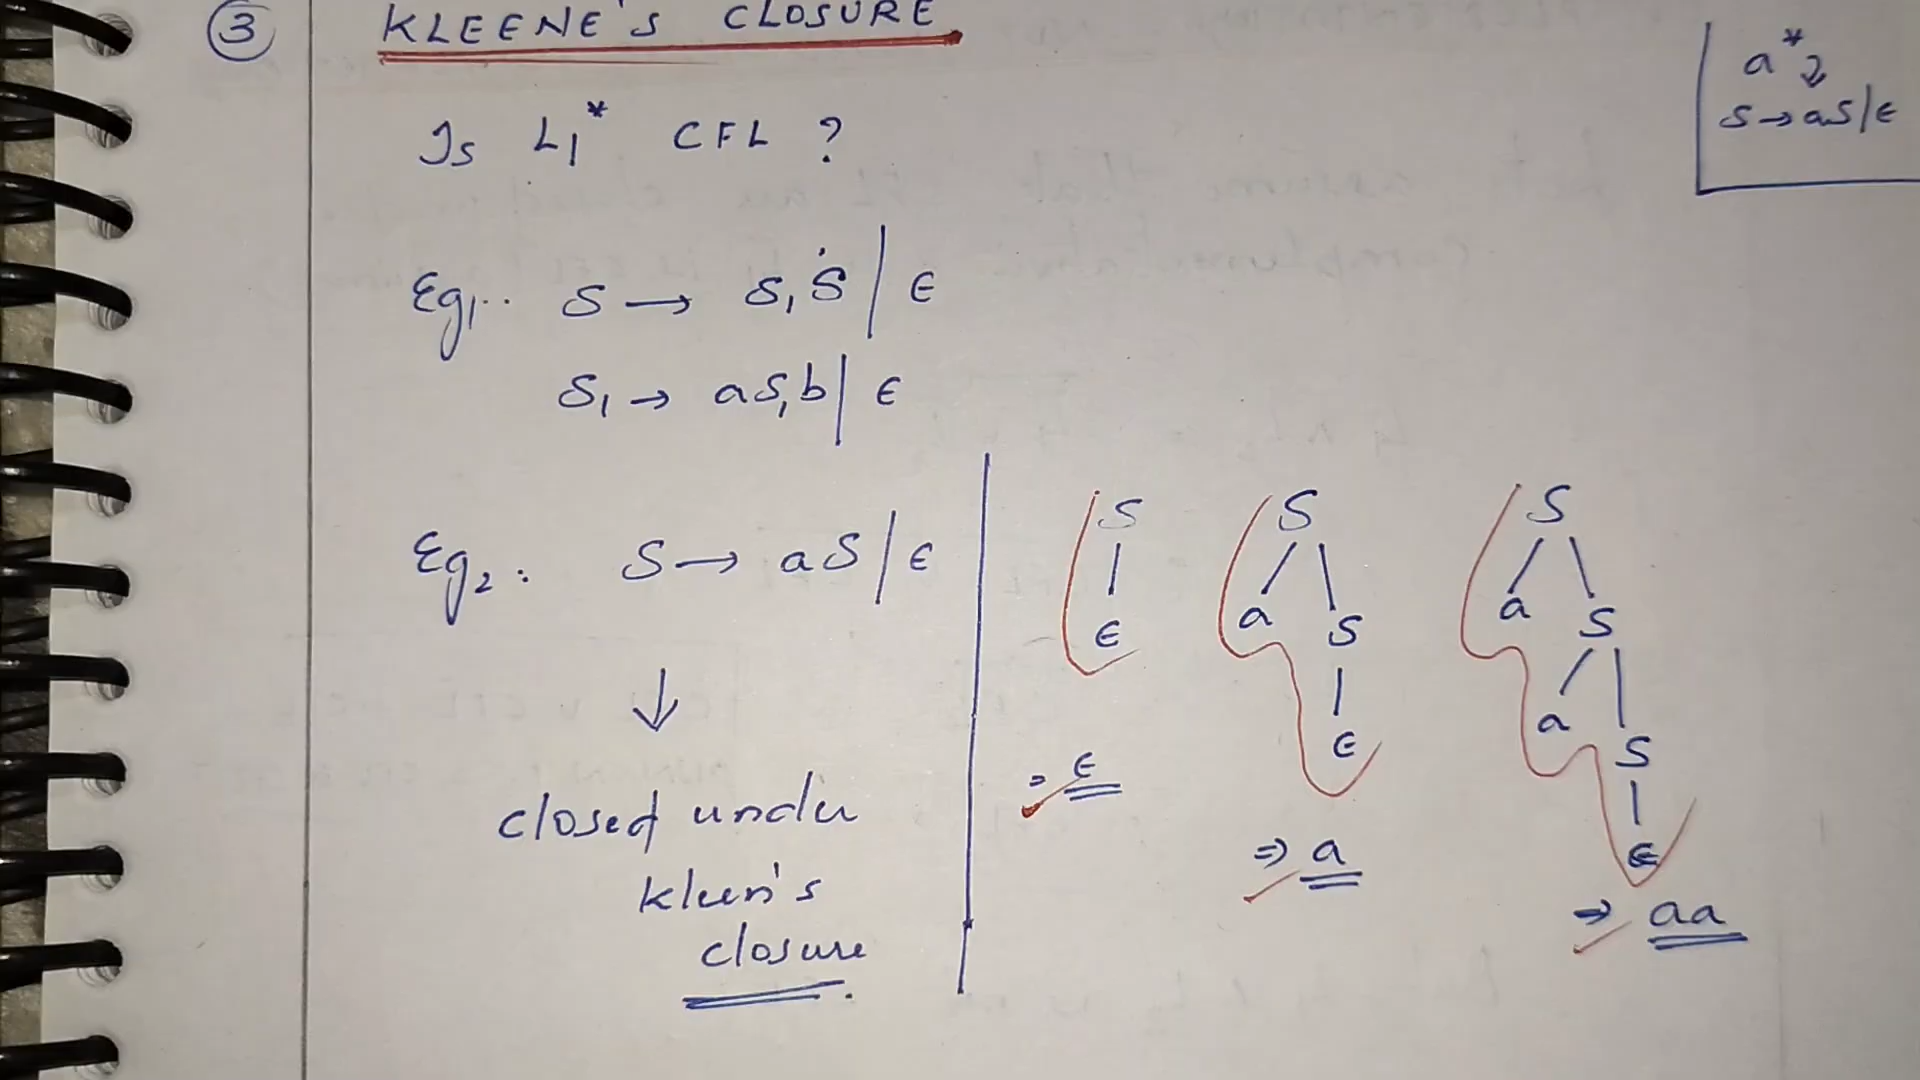 3 KLEENE'S CLOSURE
a*
S→aS|ϵ
Is L1* CFL ?
Eg1.. S → S1S | ϵ
S1 → aS1b | ϵ
Eg2 : S → aS | ϵ
closed under
kleen's
closure.
S
ϵ
⇒ ϵ
S
a S
ϵ
⇒ a
S
a S
a S
ϵ
⇒ aa